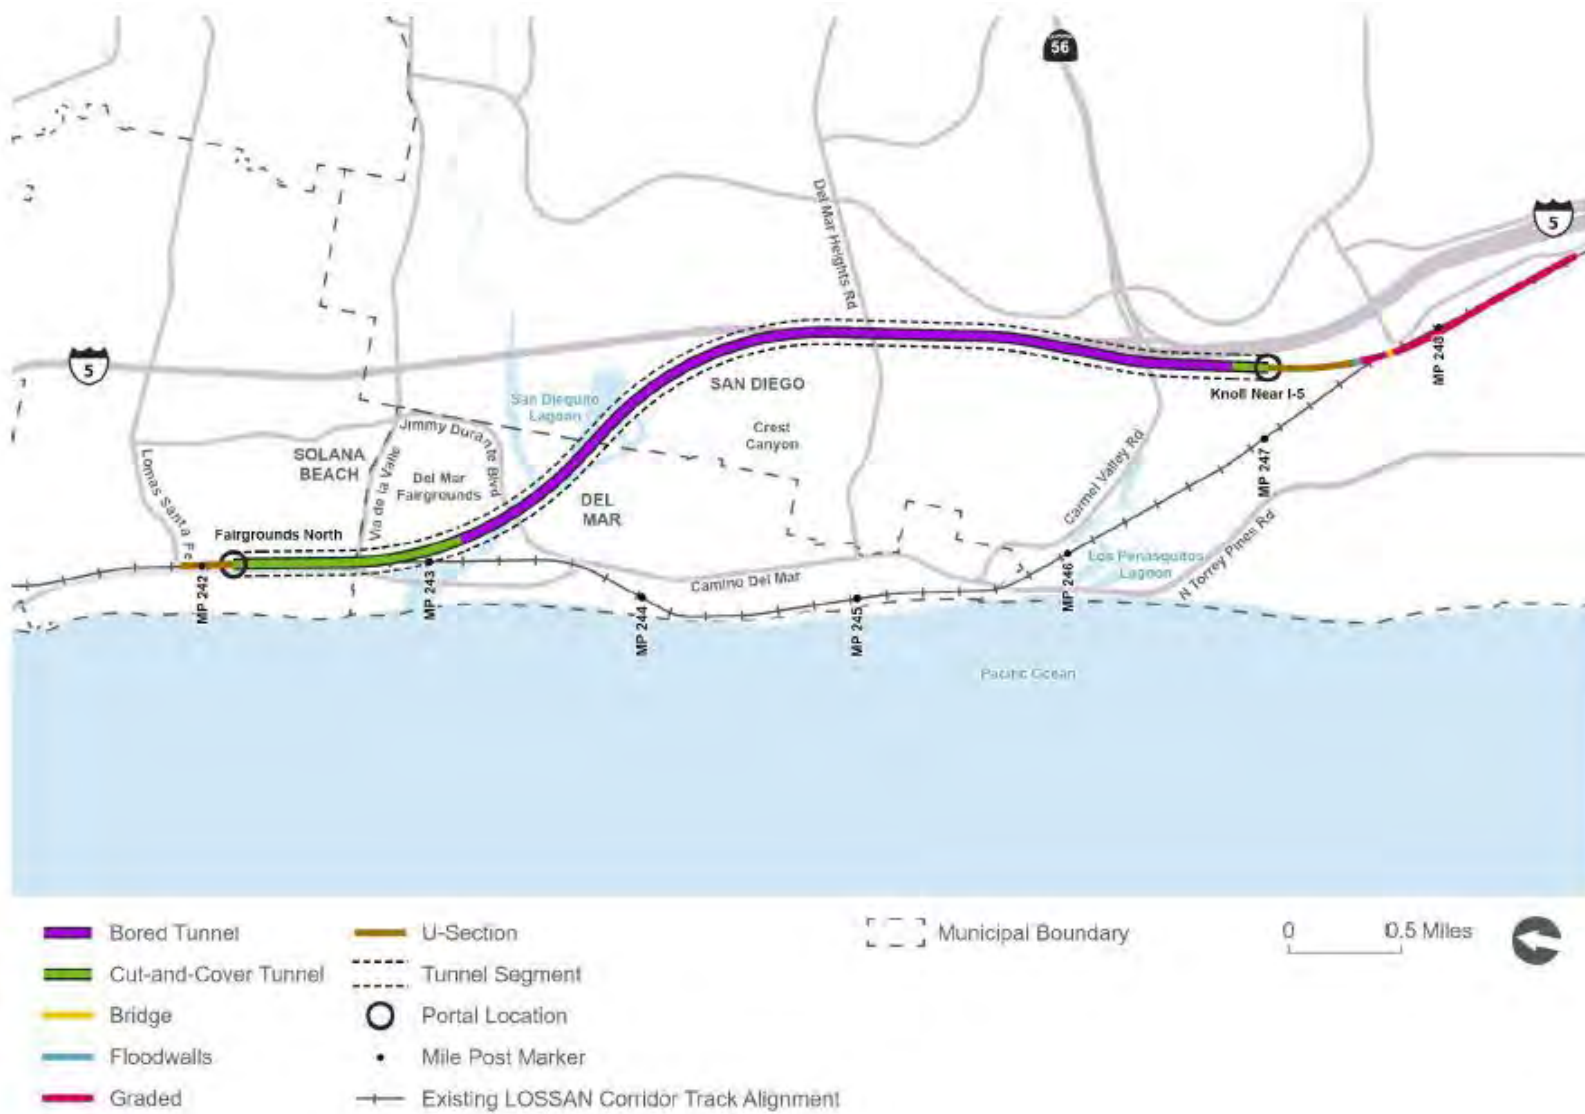 56
5
Del Mar Heights Rd
5
SAN DIEGO
Knoll Near I-5
MP 248
San Dieguito
Lagoon
Crest
Canyon
Jimmy Durante Blvd
SOLANA
BEACH
Via de la Valle
Del Mar
Fairgrounds
Lomas Santa Fe
DEL
MAR
Carmel Valley Rd
MP 247
Fairgrounds North
N Torrey Pines Rd
Los Penasquitos
Lagoon
Camino Del Mar
MP 242
MP 243
MP 244
MP 245
MP 246
Pacific Ocean
Bored Tunnel
Cut-and-Cover Tunnel
Bridge
Floodwalls
Graded
U-Section
Tunnel Segment
Portal Location
Mile Post Marker
Existing LOSSAN Corridor Track Alignment
Municipal Boundary
0 0.5 Miles